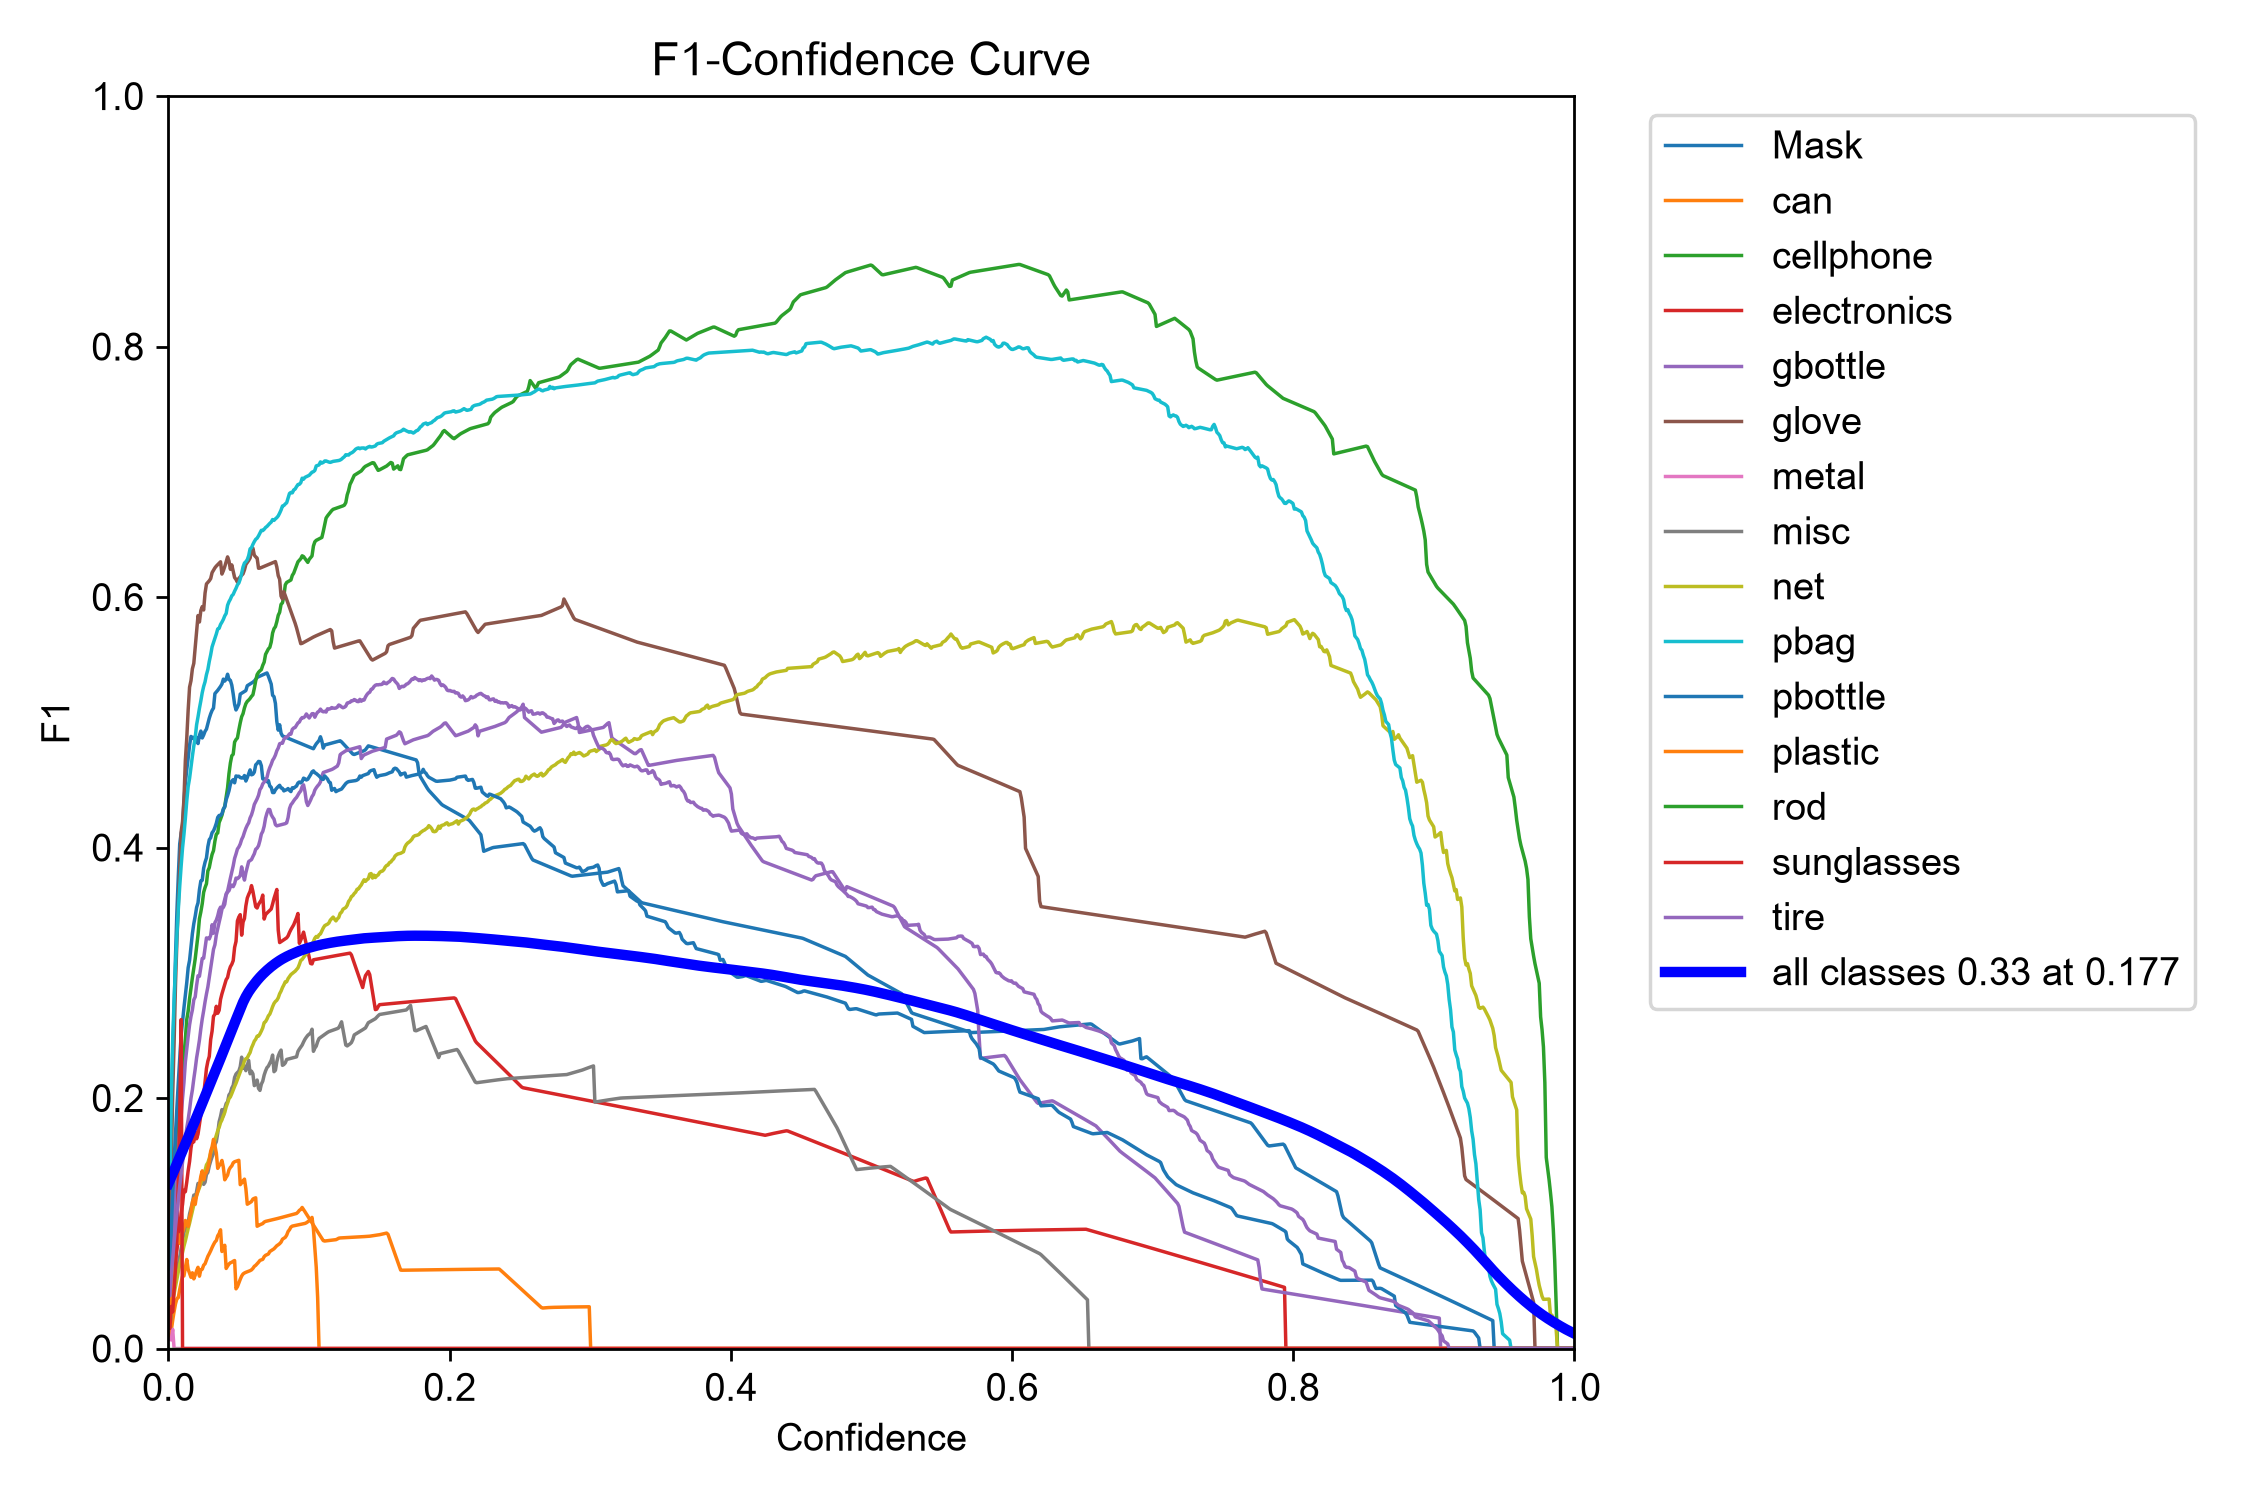 F1-Confidence Curve
1.0
0.8
0.6
0.4
0.2
0.0
F1
0.0 0.2 0.4 0.6 0.8 1.0
Confidence
Mask
can
cellphone
electronics
gbottle
glove
metal
misc
net
pbag
pbottle
plastic
rod
sunglasses
tire
all classes 0.33 at 0.177